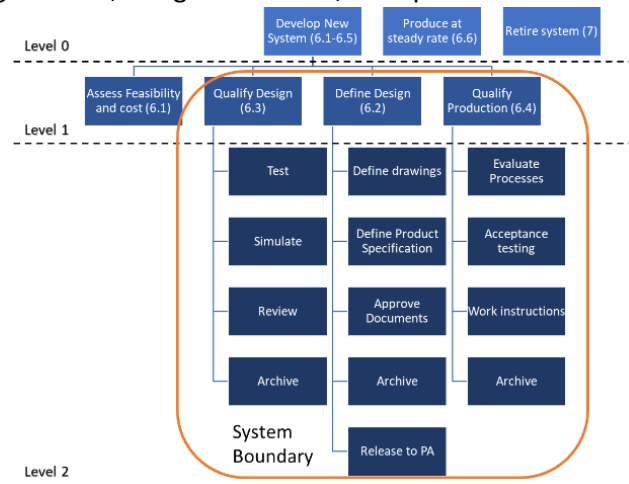 Develop New
System (6.1-6.5)
Produce at
steady rate (6.6)
Retire system (7)
Level 0
Assess Feasibility
and cost (6.1)
Qualify Design
(6.3)
Define Design
(6.2)
Qualify
Production (6.4)
Level 1
Test
Define drawings
Evaluate
Processes
Simulate
Define Product
Specification
Acceptance
testing
Review
Approve
Documents
Work instructions
Archive
Archive
Archive
System
Boundary
Release to PA
Level 2